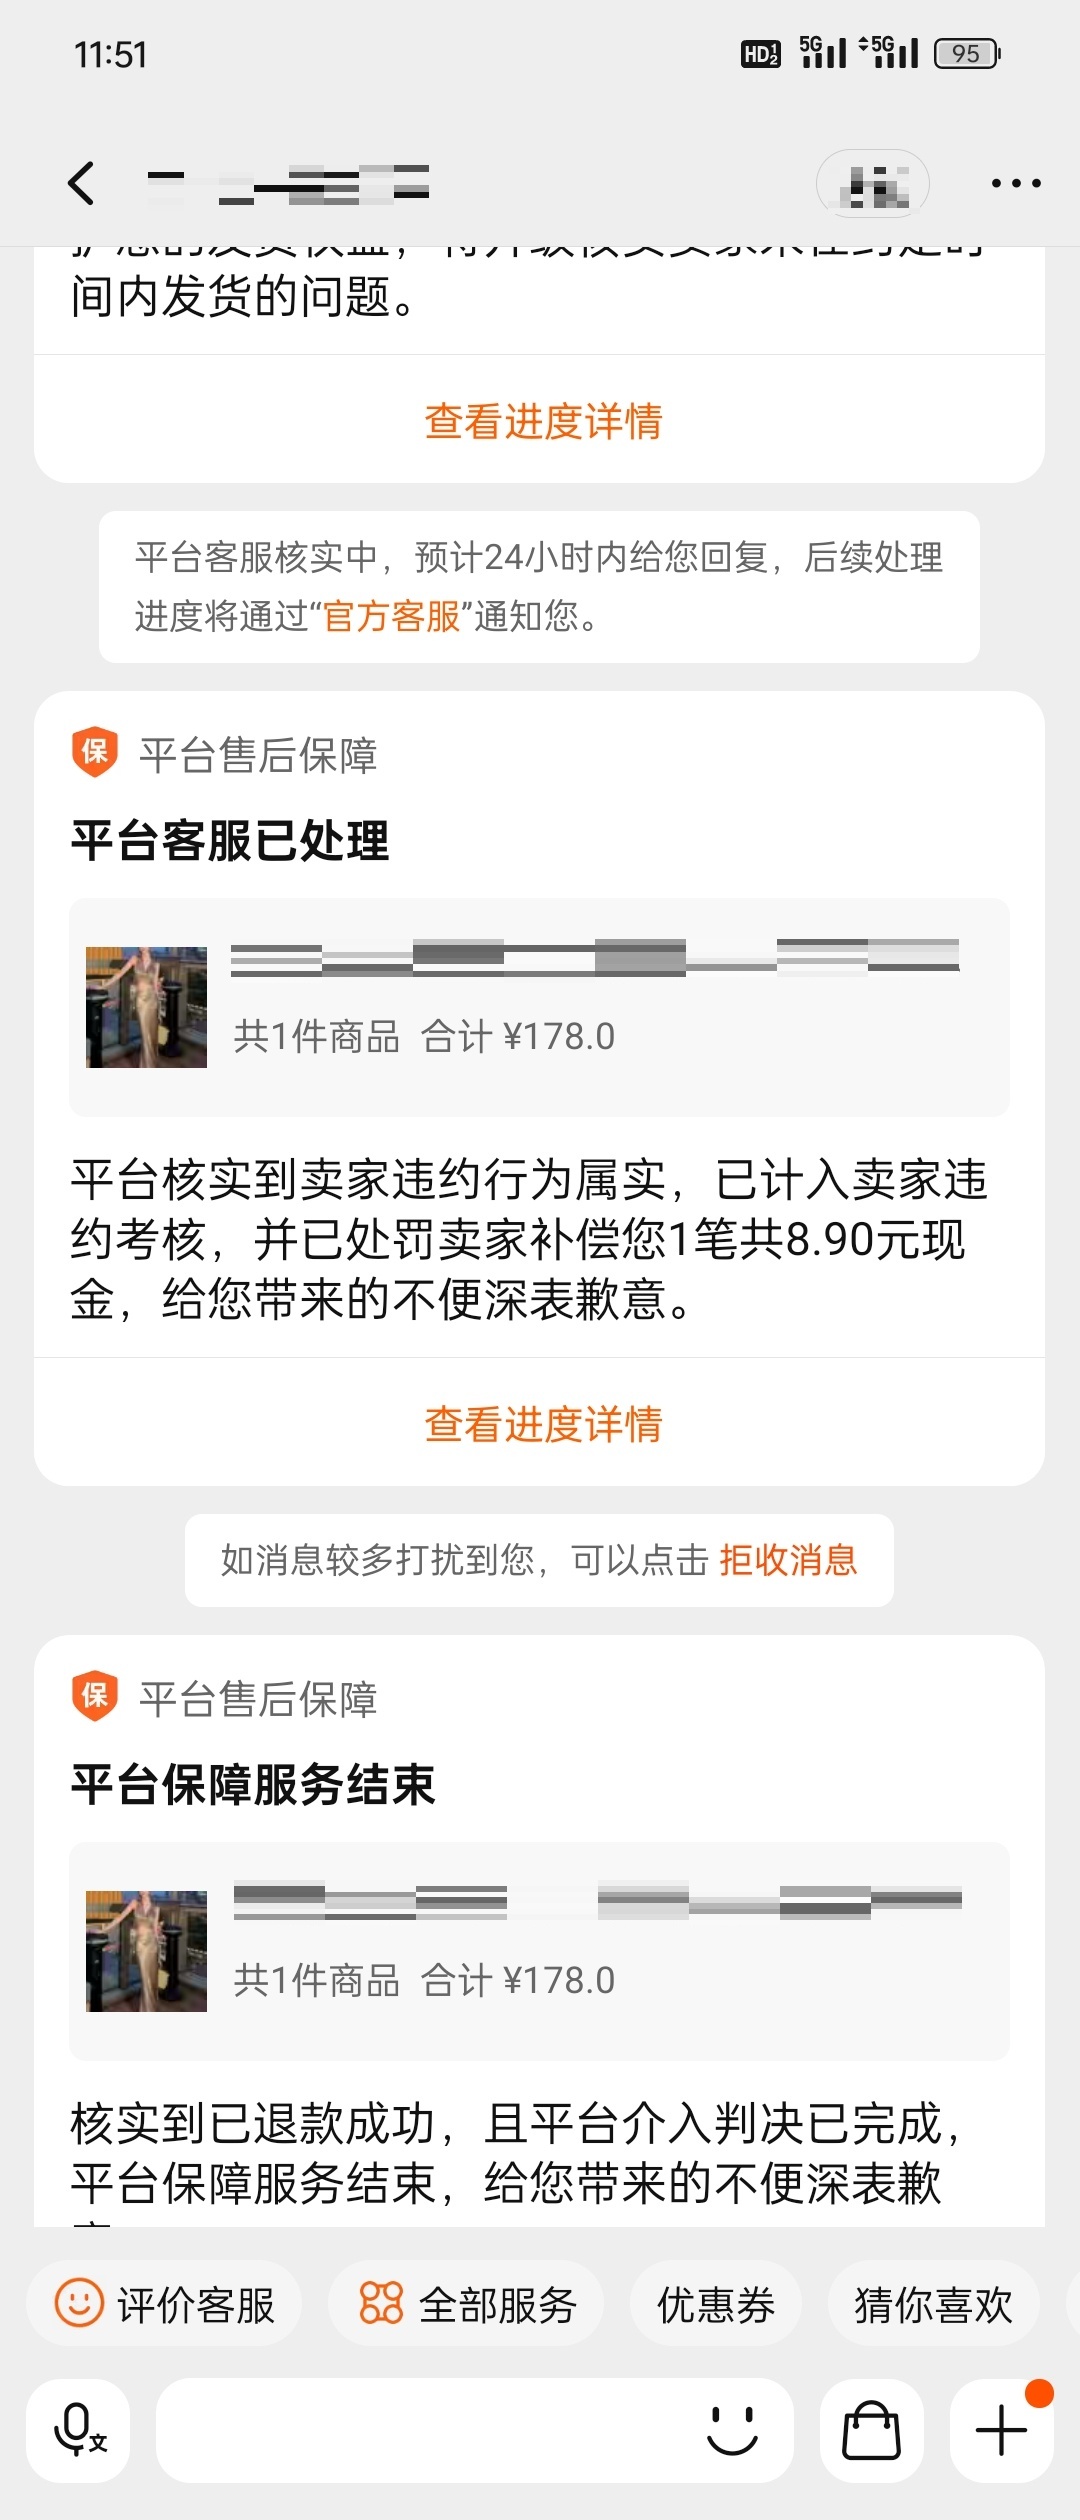 11:51
HD 1 2
5G
5G
95
间内发货的问题。
查看进度详情
平台客服核实中，预计24小时内给您回复，后续处理
进度将通过“官方客服”通知您。
保 平台售后保障
平台客服已处理
共1件商品 合计 ¥178.0
平台核实到卖家违约行为属实，已计入卖家违
约考核，并已处罚卖家补偿您1笔共8.90元现
金，给您带来的不便深表歉意。
查看进度详情
如消息较多打扰到您，可以点击 拒收消息
保 平台售后保障
平台保障服务结束
共1件商品 合计 ¥178.0
核实到已退款成功，且平台介入判决已完成，
平台保障服务结束，给您带来的不便深表歉
评价客服
全部服务
优惠券
猜你喜欢
文